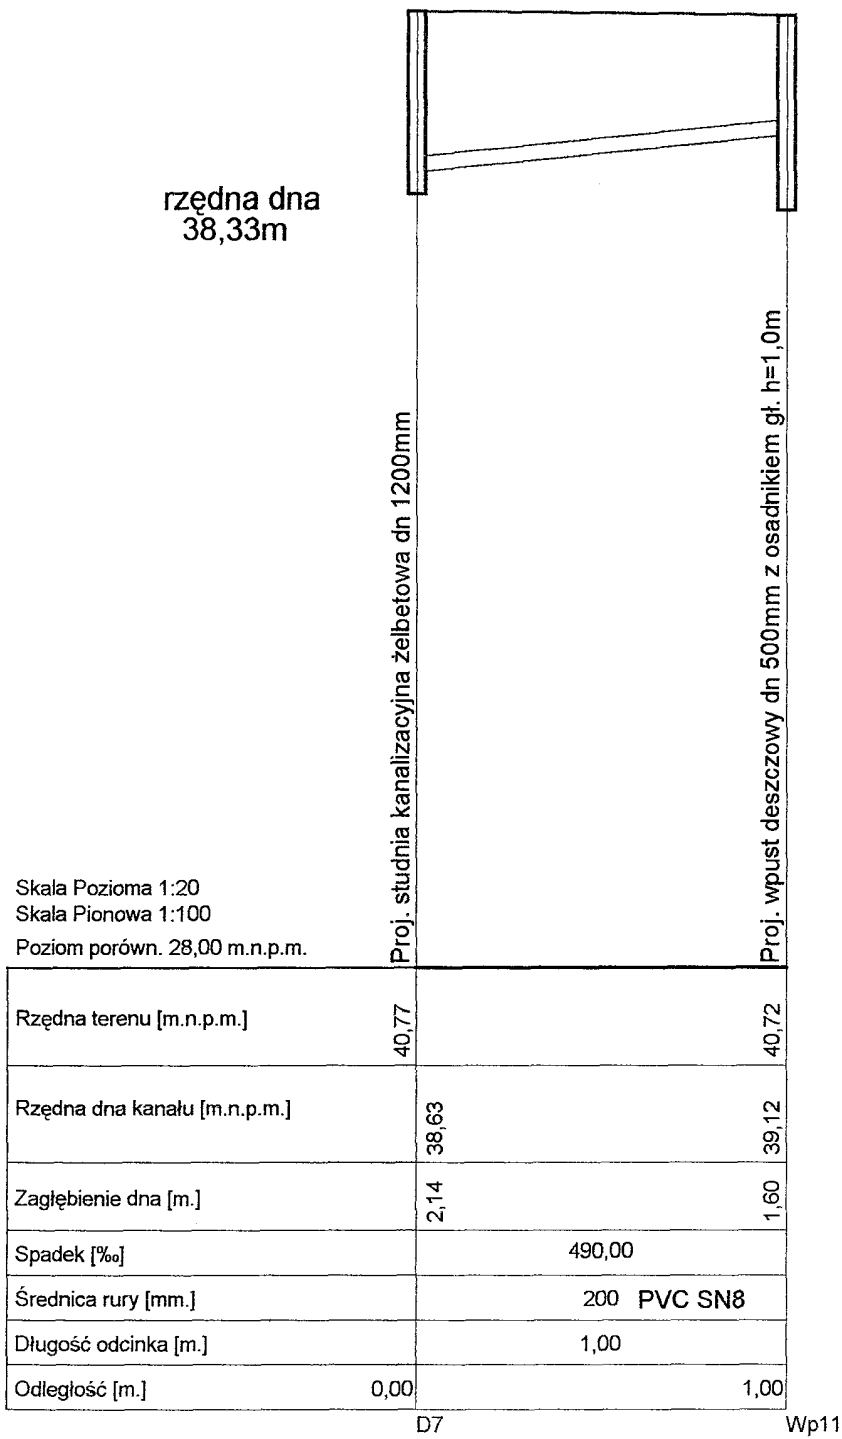 rzędna dna
38,33m
Proj. studnia kanalizacyjna żelbetowa dn 1200mm
Proj. wpust deszczowy dn 500mm z osadnikiem gł. h=1,0m
Skala Pozioma 1:20
Skala Pionowa 1:100
Poziom porówn. 28,00 m.n.p.m.
Rzędna terenu [m.n.p.m.] 40,77 40,72
Rzędna dna kanału [m.n.p.m.] 38,63 39,12
Zagłębienie dna [m.] 2,14 1,60
Spadek [‰] 490,00
Średnica rury [mm.] 200 PVC SN8
Długość odcinka [m.] 1,00
Odległość [m.] 0,00 1,00
D7 Wp11